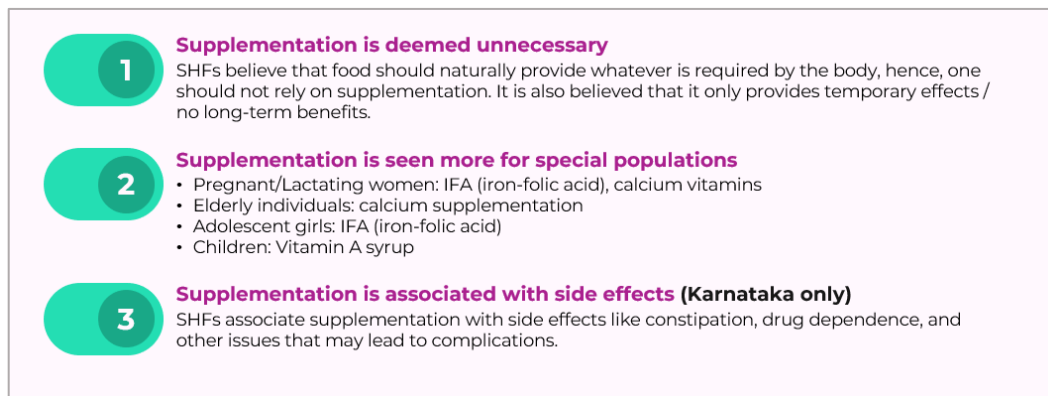 1
Supplementation is deemed unnecessary
SHFs believe that food should naturally provide whatever is required by the body, hence, one
should not rely on supplementation. It is also believed that it only provides temporary effects /
no long-term benefits.
2
Supplementation is seen more for special populations
• Pregnant/Lactating women: IFA (iron-folic acid), calcium vitamins
• Elderly individuals: calcium supplementation
• Adolescent girls: IFA (iron-folic acid)
• Children: Vitamin A syrup
3
Supplementation is associated with side effects (Karnataka only)
SHFs associate supplementation with side effects like constipation, drug dependence, and
other issues that may lead to complications.